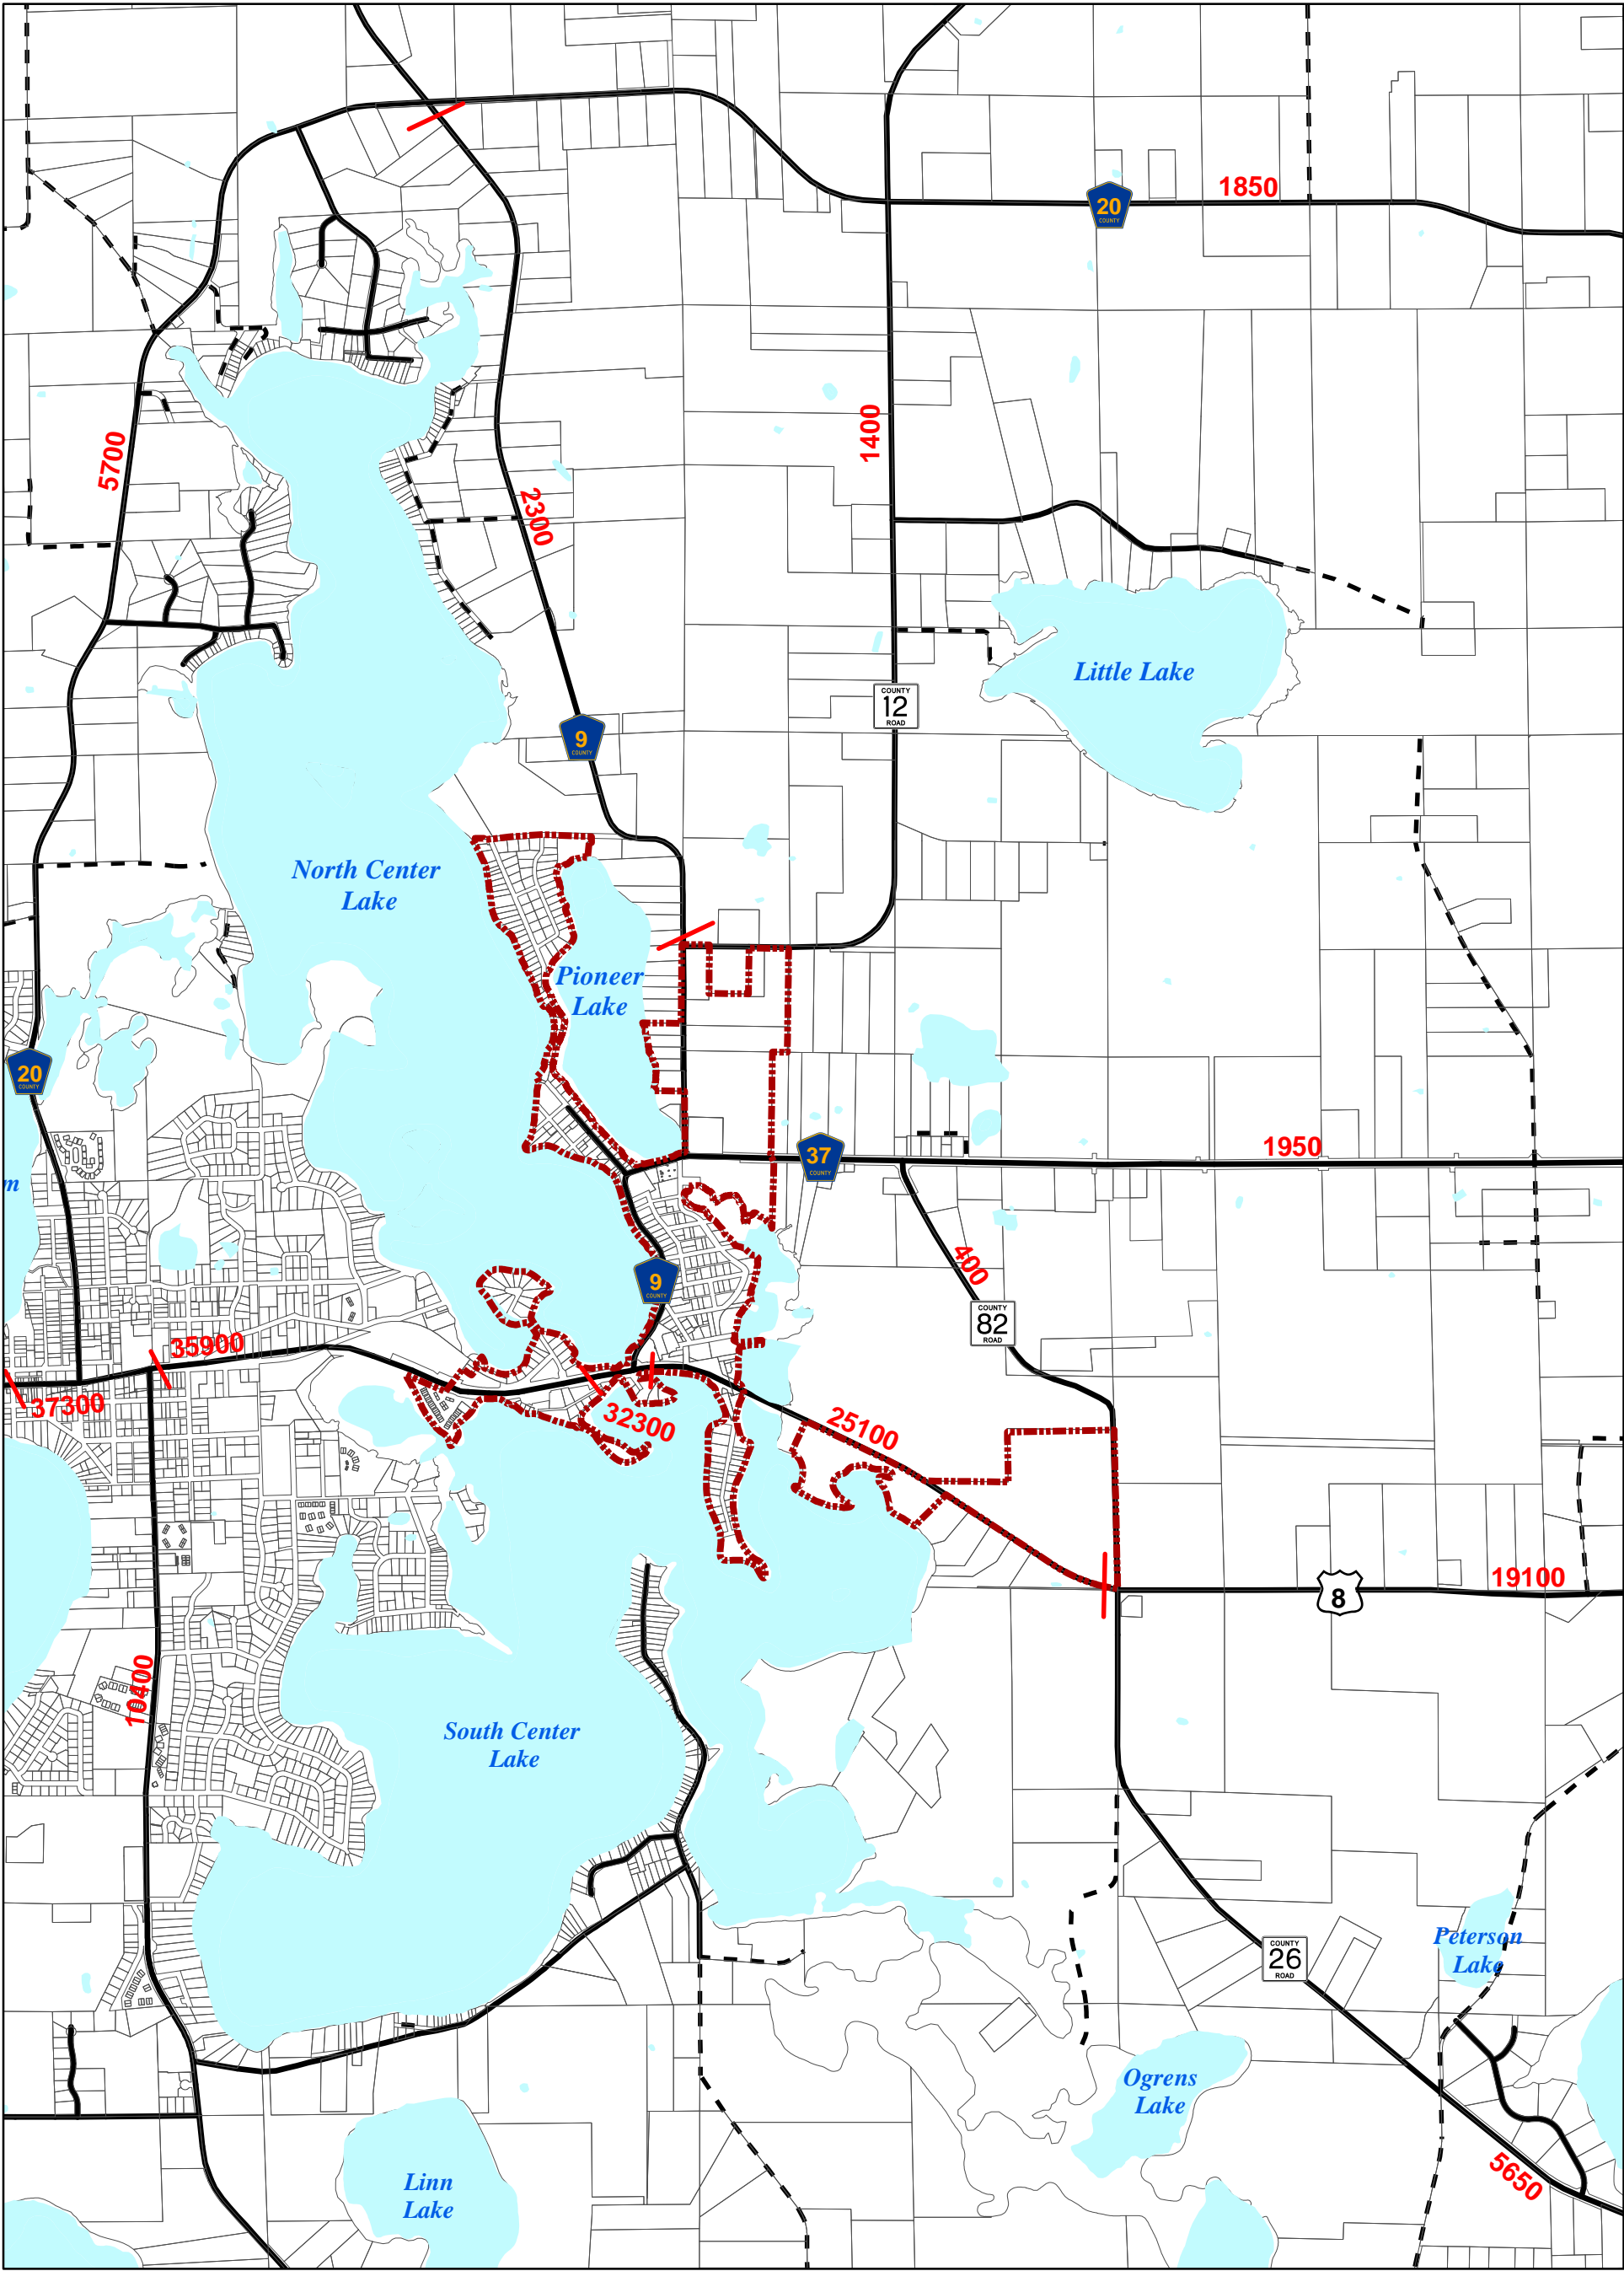 1850
20
COUNTY
1400
5700
2300
Little Lake
COUNTY
12
ROAD
9
COUNTY
North Center
Lake
Pioneer
Lake
20
COUNTY
1950
37
COUNTY
m
400
9
COUNTY
COUNTY
82
ROAD
35900
37300
32300
25100
19100
8
10400
South Center
Lake
Peterson
Lake
COUNTY
26
ROAD
Ogrens
Lake
5650
Linn
Lake